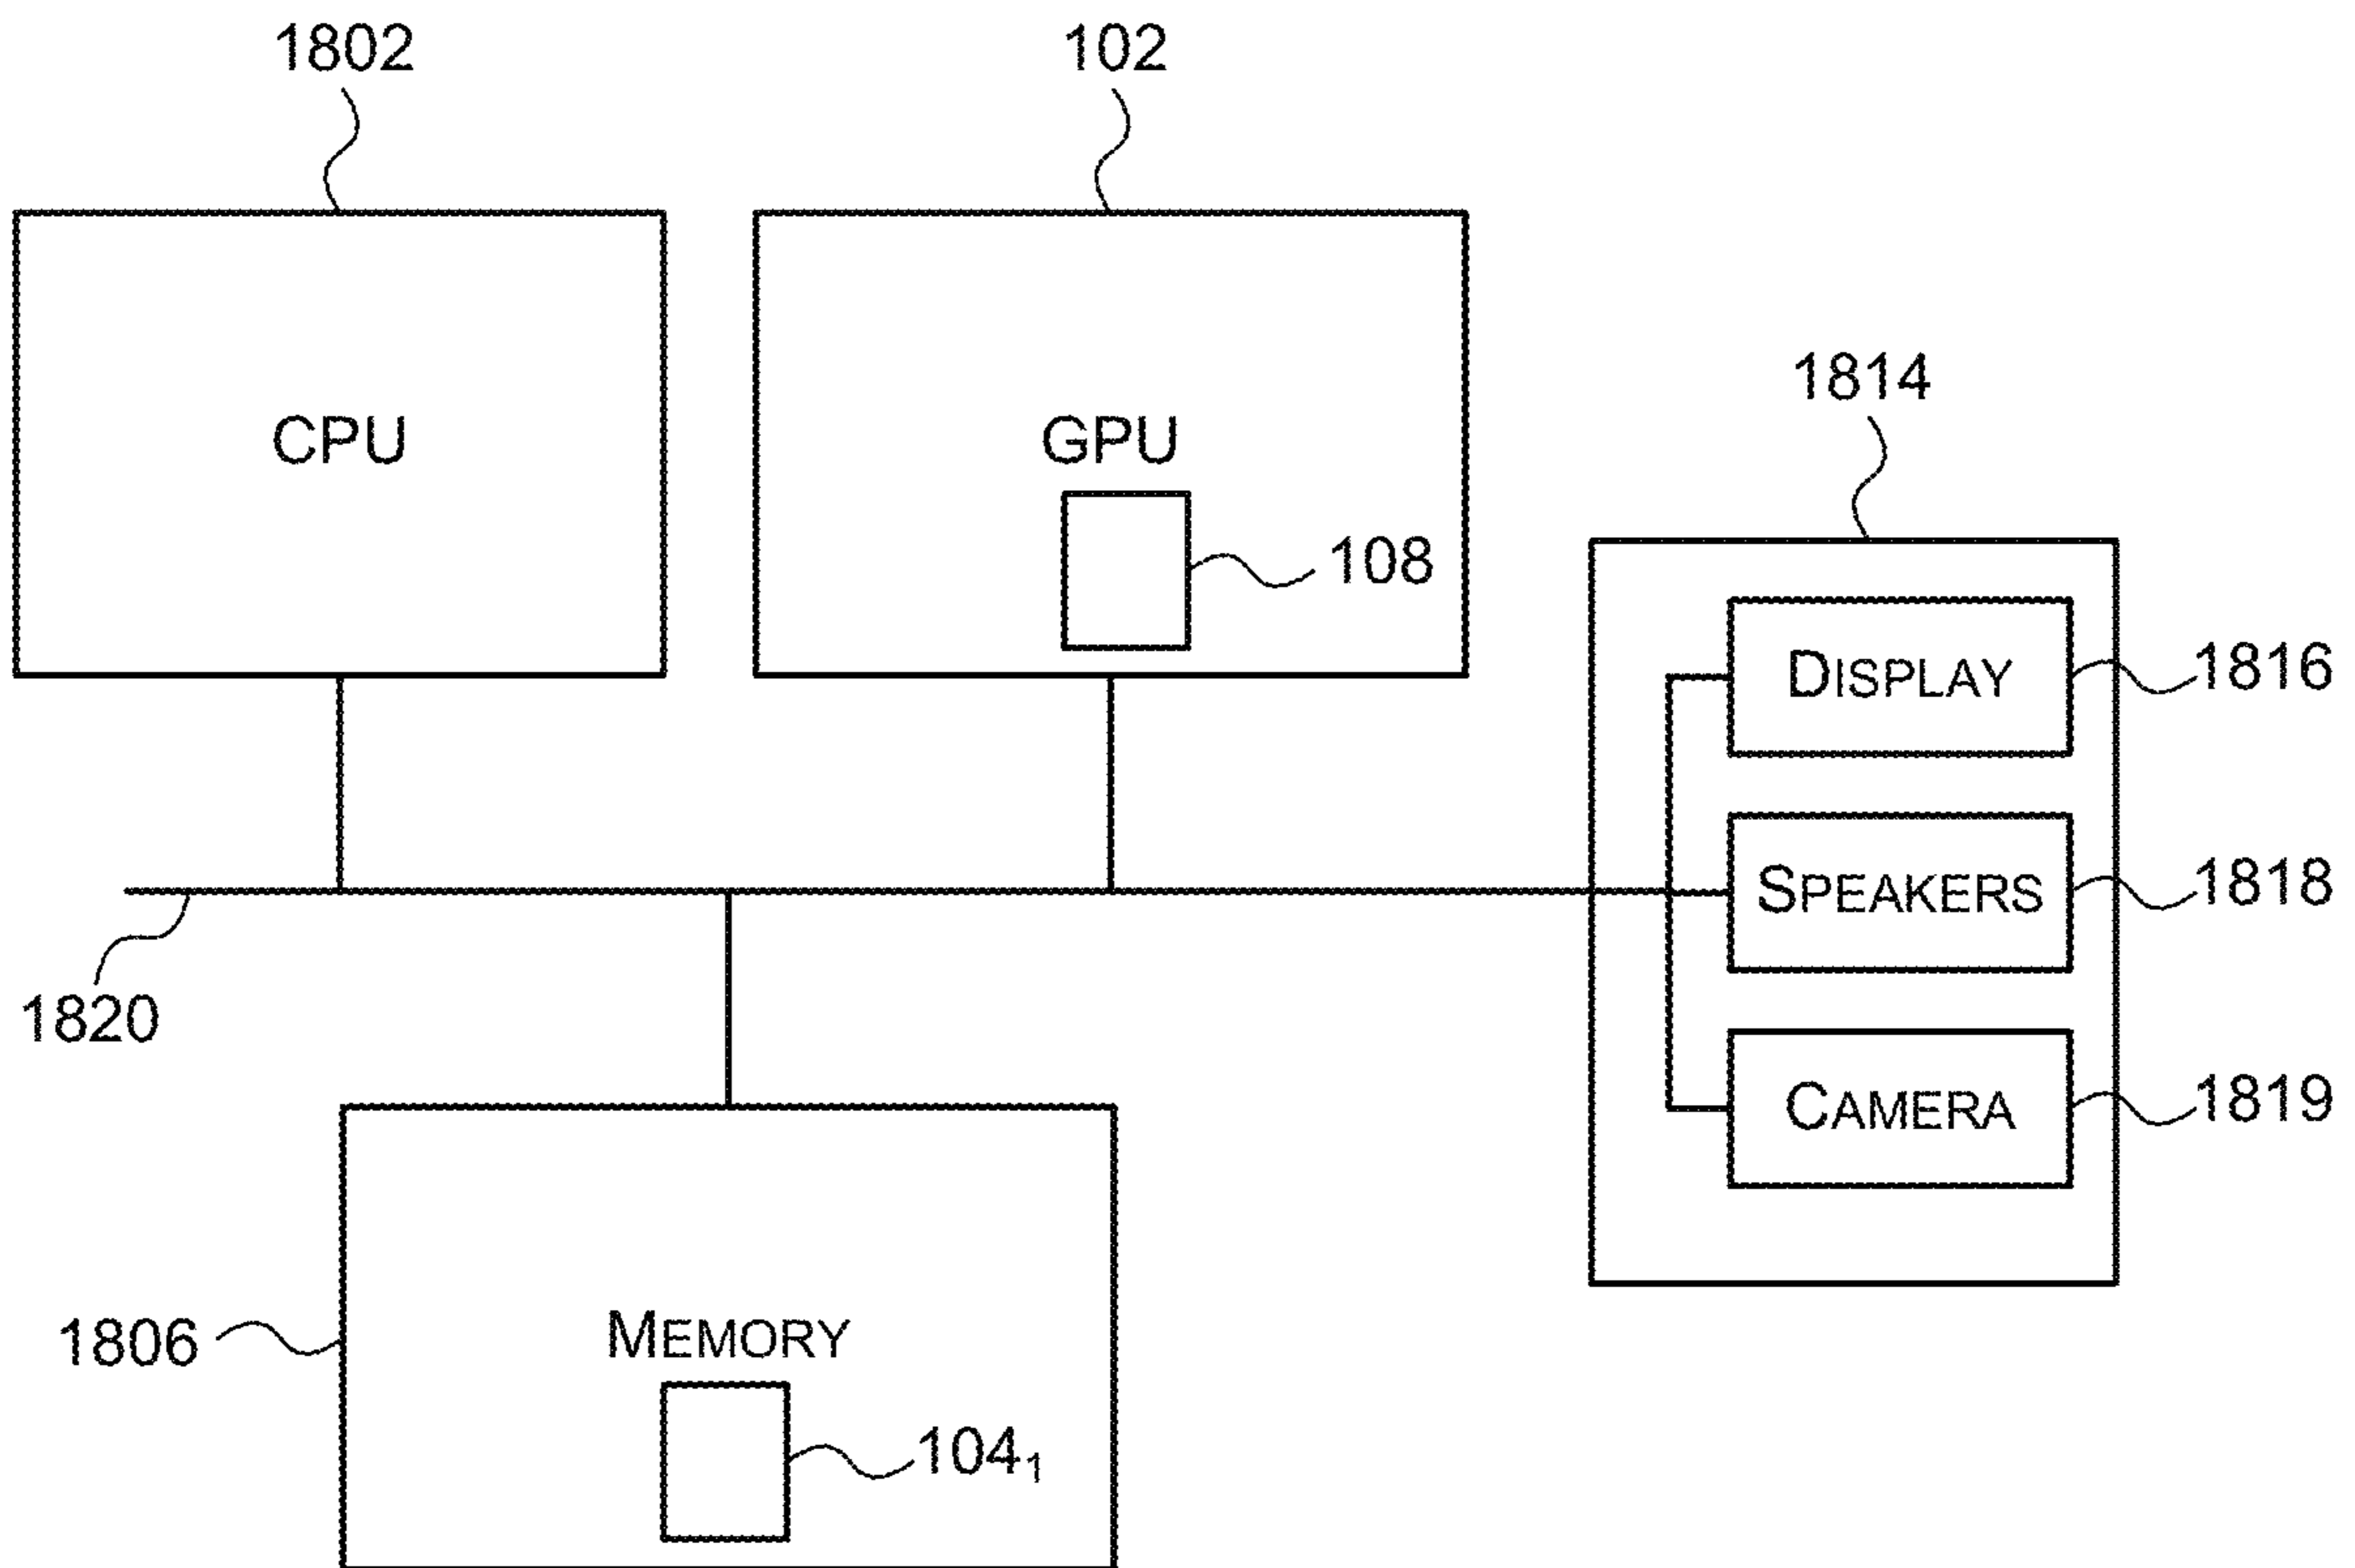 1802
102
CPU
GPU
108
1814
DISPLAY
1816
SPEAKERS
1818
CAMERA
1819
1820
1806
MEMORY
104₁